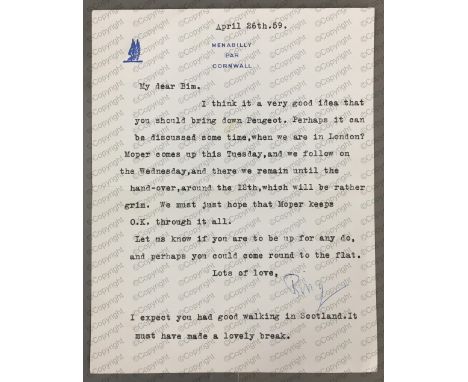 April 26th.59.
MENABILLY
PAR
CORNWALL
My dear Bim.
I think it a very good idea that
you should bring down Peugeot. Perhaps it can
be discussed some time,when we are in London?
Moper comes up this Tuesday,and we follow on
the Wednesday,and there we remain until the
hand-over,around the 12th,which will be rather
grim. We must just hope that Moper keeps
O.K. through it all.
Let us know if you are to be up for any do,
and perhaps you could come round to the flat.
Lots of love,
Bing
I expect you had good walking in Scotland.It
must have made a lovely break.
©Copyright